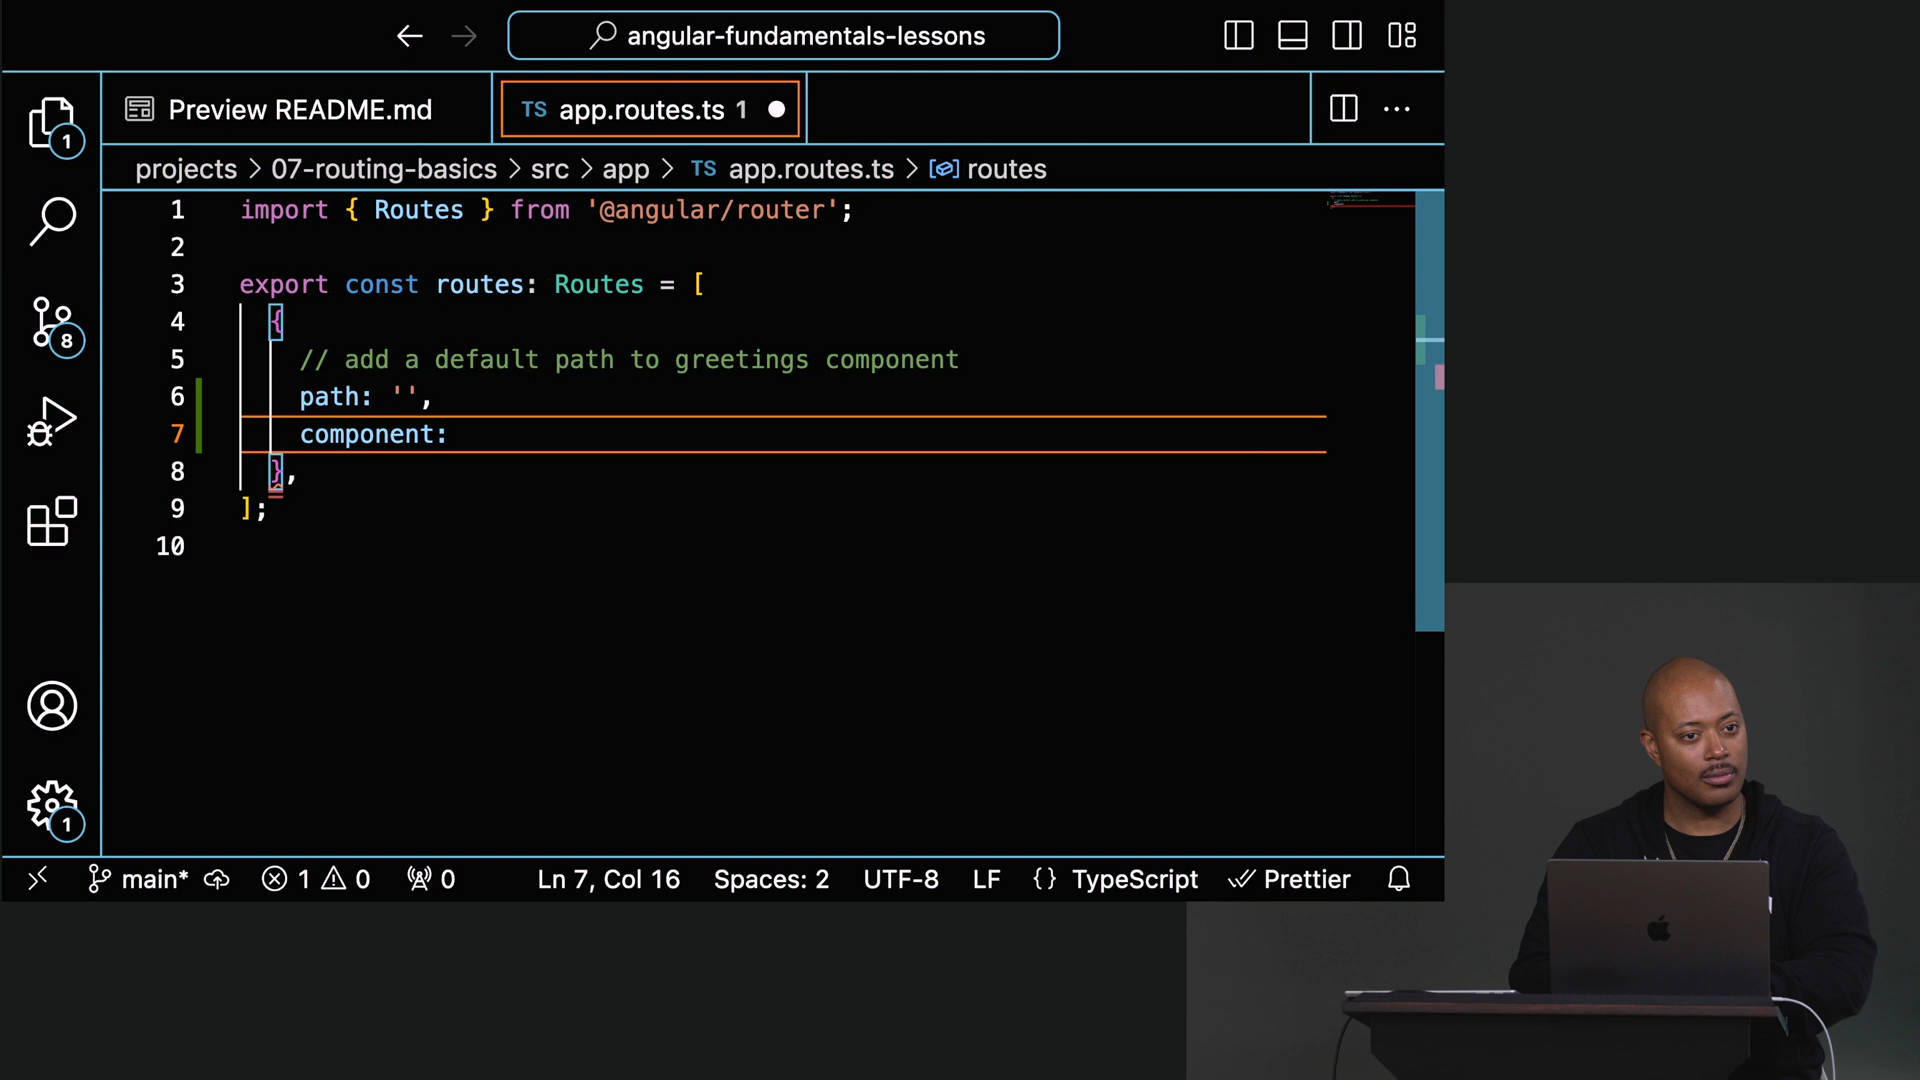 angular-fundamentals-lessons
Preview README.md
TS app.routes.ts 1
projects > 07-routing-basics > src > app > TS app.routes.ts > routes
1 import { Routes } from '@angular/router';
2
3 export const routes: Routes = [
4 {
5 // add a default path to greetings component
6 path: '',
7 component:
8 },
9 ];
10
1
8
1
main* 1 0 0 Ln 7, Col 16 Spaces: 2 UTF-8 LF {} TypeScript Prettier